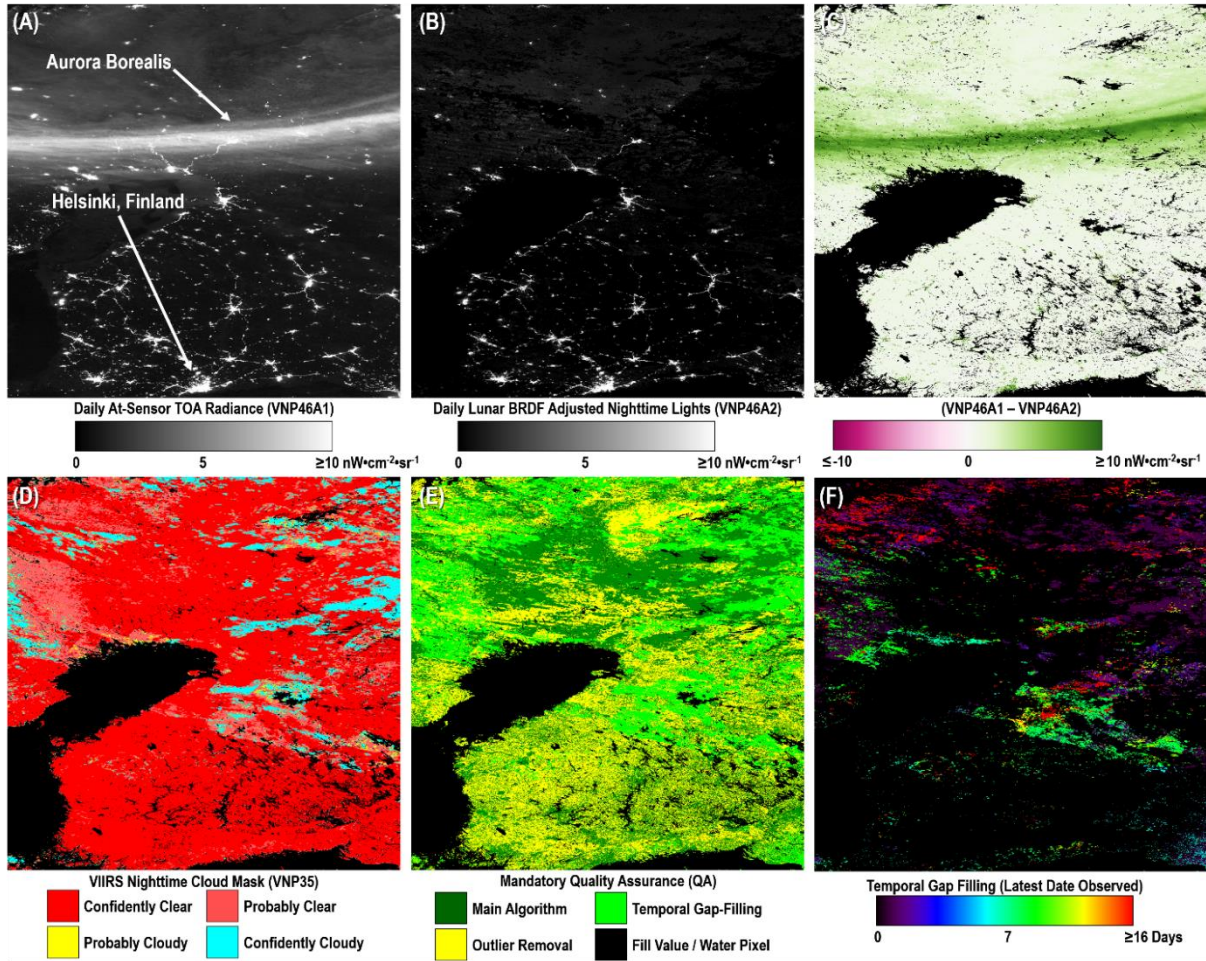 (A)
Aurora Borealis
Helsinki, Finland
Daily At-Sensor TOA Radiance (VNP46A1)
0 5 ≥10 nW•cm⁻²•sr⁻¹
(B)
Daily Lunar BRDF Adjusted Nighttime Lights (VNP46A2)
0 5 ≥10 nW•cm⁻²•sr⁻¹
(C)
(VNP46A1 – VNP46A2)
≤-10 0 ≥10 nW•cm⁻²•sr⁻¹
(D)
VIIRS Nighttime Cloud Mask (VNP35)
Confidently Clear Probably Clear
Probably Cloudy Confidently Cloudy
(E)
Mandatory Quality Assurance (QA)
Main Algorithm Temporal Gap-Filling
Outlier Removal Fill Value / Water Pixel
(F)
Temporal Gap Filling (Latest Date Observed)
0 7 ≥16 Days